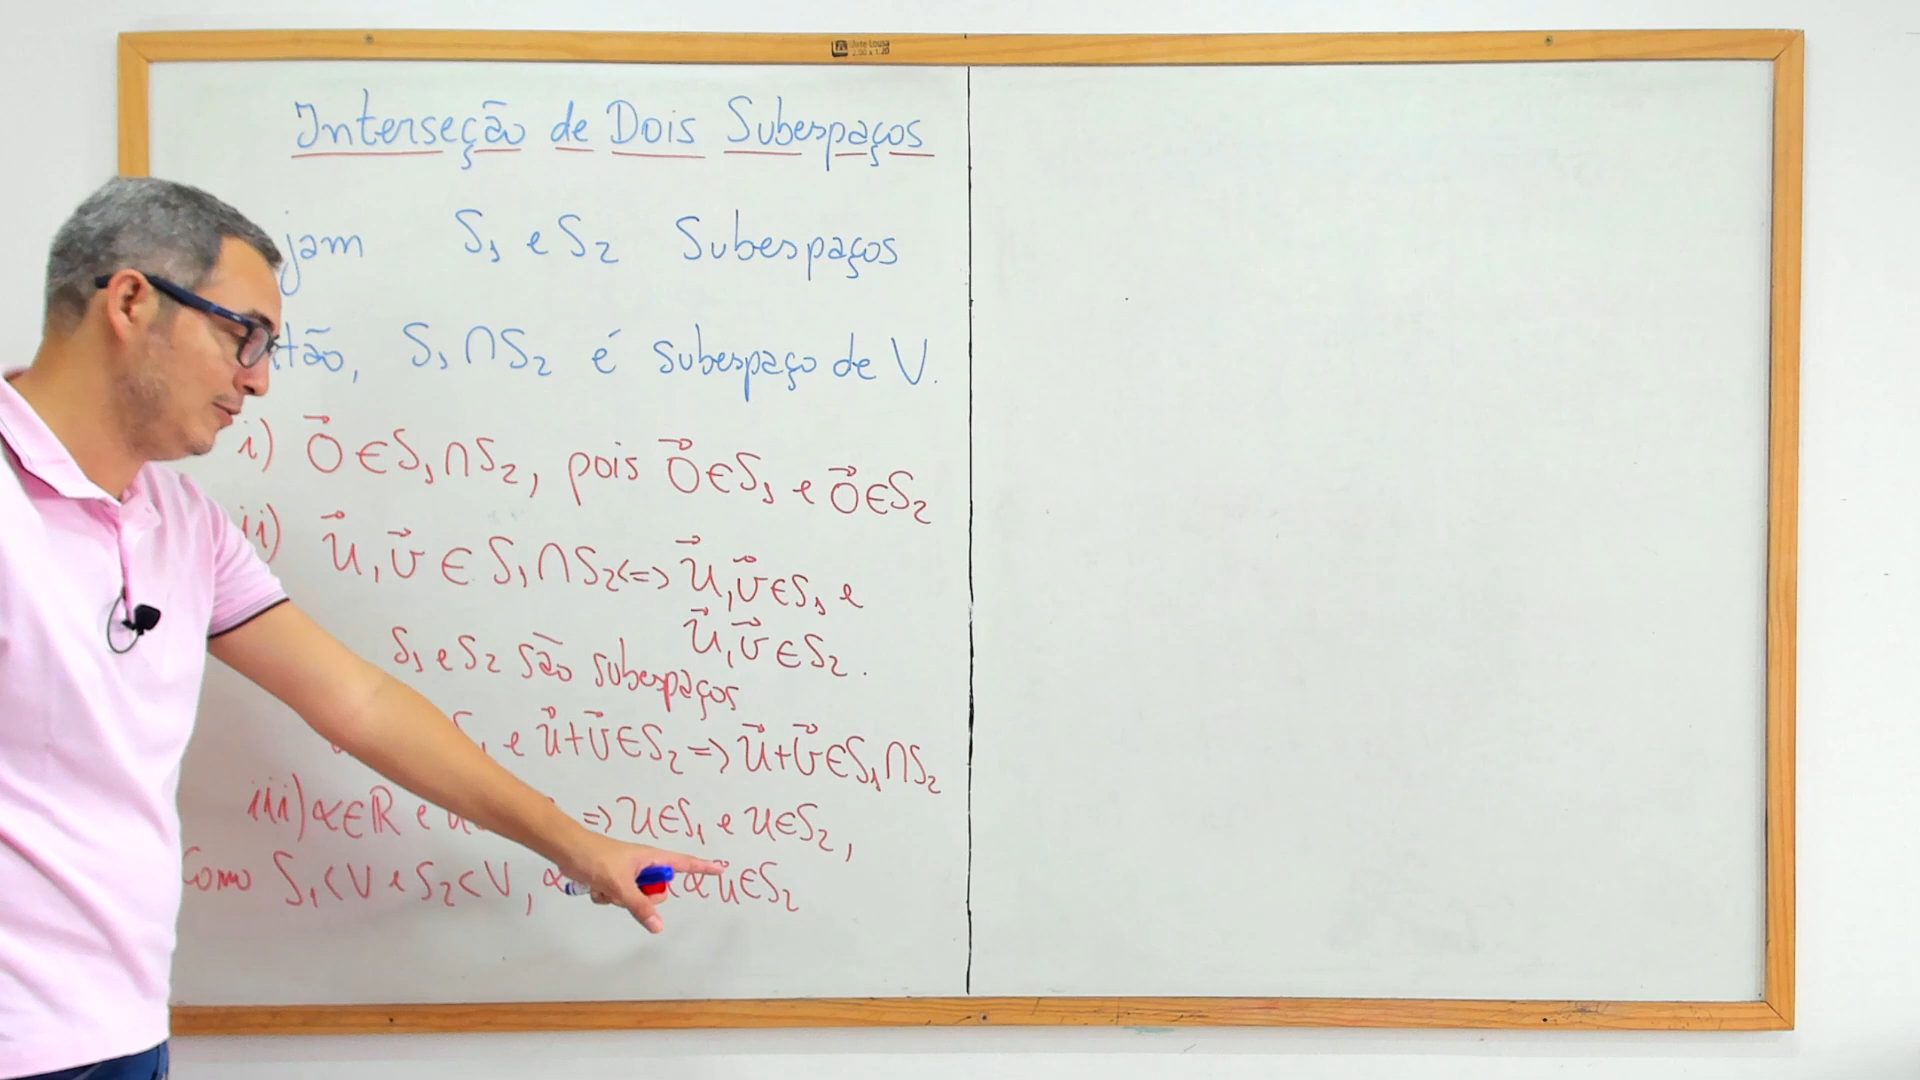 Interseção de Dois Subespaços
jam S₁ e S₂ Subespaços
tão, S₁∩S₂ é subespaço de V.
i) 0⃗ ∈ S₁∩S₂, pois 0⃗ ∈ S₁ e 0⃗ ∈ S₂
ii) u⃗, v⃗ ∈ S₁∩S₂ <=> u⃗, v⃗ ∈ S₁ e
u⃗, v⃗ ∈ S₂.
S₁ e S₂ são subespaços
e u⃗+v⃗ ∈ S₂ => u⃗+v⃗ ∈ S₁∩S₂
iii) α∈ℝ e => u∈S₁ e u∈S₂,
Como S₁<V e S₂<V, α αu⃗∈S₂